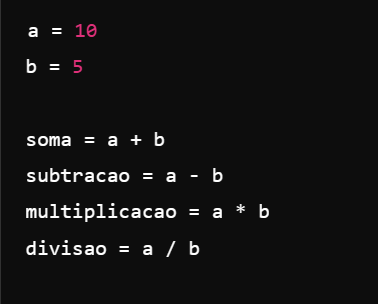 a = 10
b = 5
soma = a + b
subtracao = a - b
multiplicacao = a * b
divisao = a / b